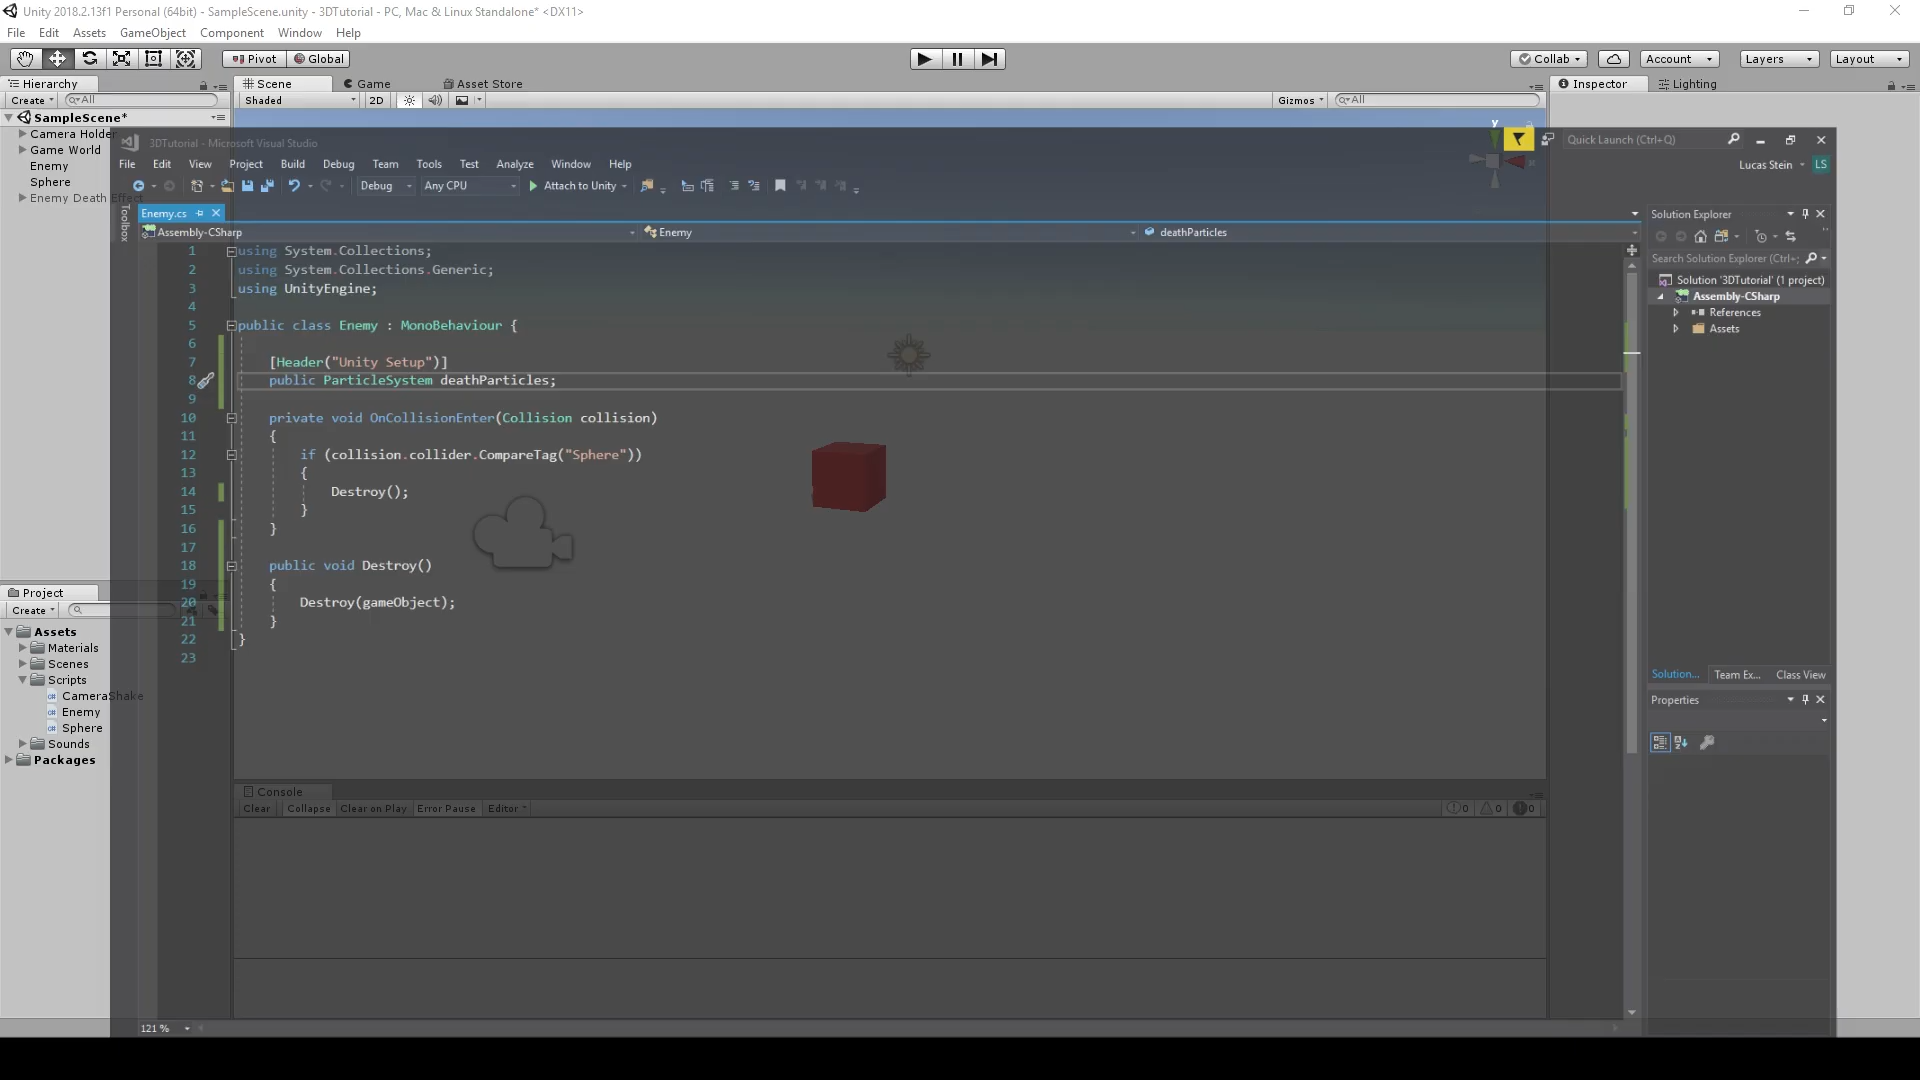 Unity 2018.2.13f1 Personal (64bit) - SampleScene.unity - 3DTutorial - PC, Mac & Linux Standalone* <DX11>
File Edit Assets GameObject Component Window Help
Pivot Global Collab Account Layers Layout
Hierarchy Scene Game Asset Store Inspector Lighting
Create All Shaded 2D Gizmos All
SampleScene*
Camera Holder
Game World
Enemy
Sphere
Enemy Death Effect
y
3DTutorial - Microsoft Visual Studio
Quick Launch (Ctrl+Q)
File Edit View Project Build Debug Team Tools Test Analyze Window Help
Lucas Stein LS
Debug Any CPU Attach to Unity
Toolbox
Enemy.cs
Assembly-CSharp Enemy deathParticles
1 using System.Collections;
2 using System.Collections.Generic;
3 using UnityEngine;
4
5 public class Enemy : MonoBehaviour {
6
7 [Header("Unity Setup")]
8 public ParticleSystem deathParticles;
9
10 private void OnCollisionEnter(Collision collision)
11 {
12 if (collision.collider.CompareTag("Sphere"))
13 {
14 Destroy();
15 }
16 }
17
18 public void Destroy()
19 {
20 Destroy(gameObject);
21 }
22 }
23
121 %
Solution Explorer
Search Solution Explorer (Ctrl+;
Solution '3DTutorial' (1 project)
Assembly-CSharp
References
Assets
Solution... Team Ex... Class View
Properties
Project
Create
Assets
Materials
Scenes
Scripts
CameraShake
Enemy
Sphere
Sounds
Packages
Console
Clear Collapse Clear on Play Error Pause Editor 0 0 0